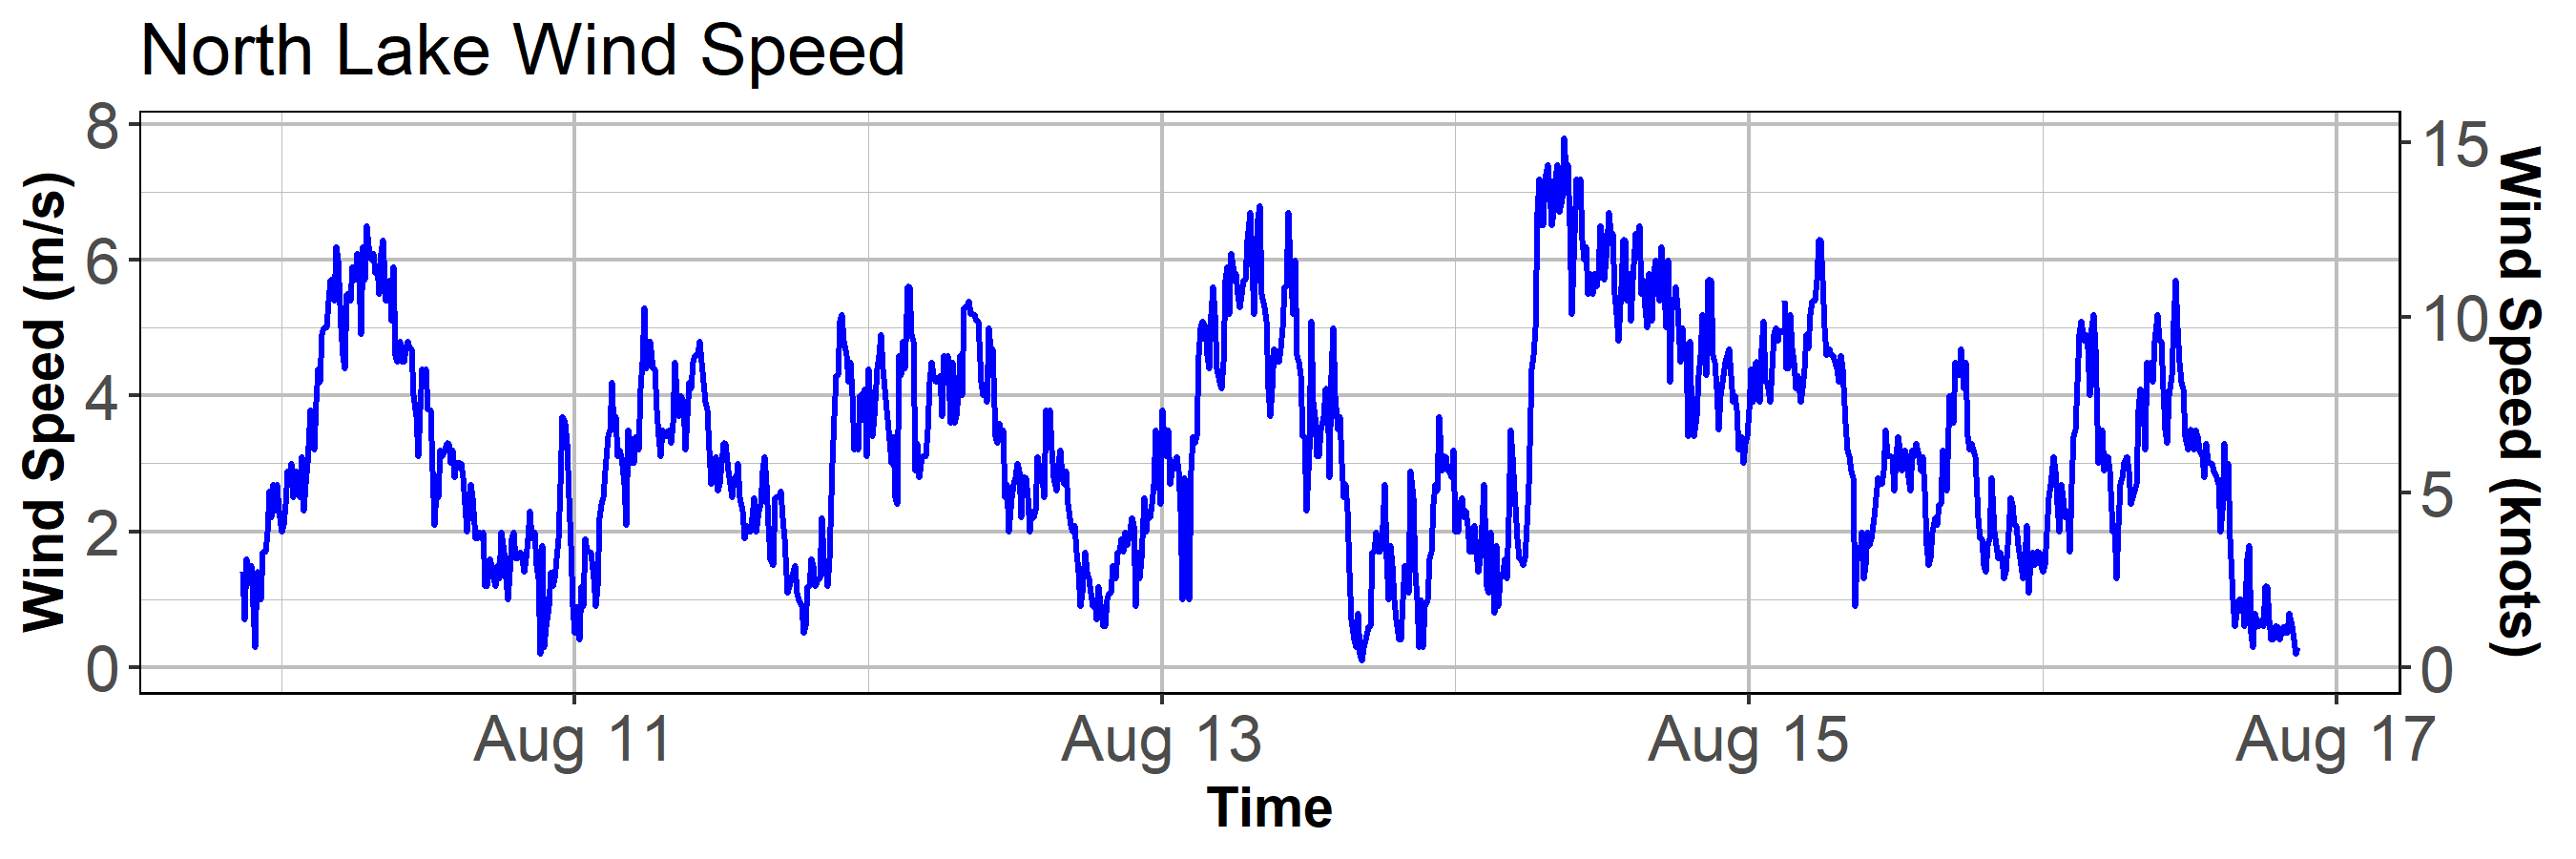 North Lake Wind Speed
Wind Speed (m/s)
8
6
4
2
0
15
10
5
0
Wind Speed (knots)
Aug 11 Aug 13 Aug 15 Aug 17
Time